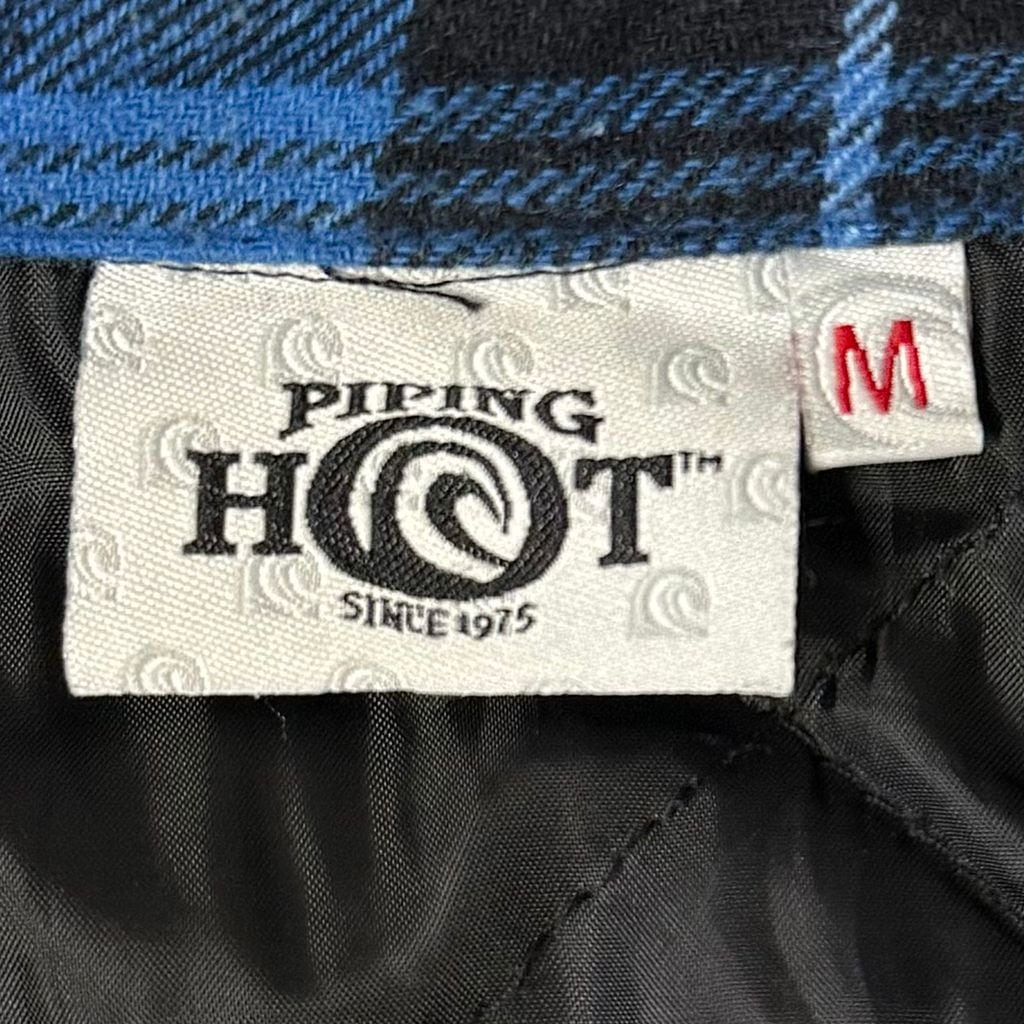 PIPING
HOT™
SINCE 1975
M